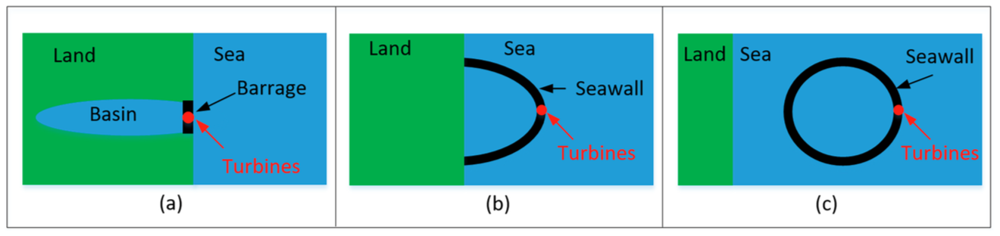 Land
Sea
Barrage
Basin
Turbines
(a)
Land
Sea
Seawall
Turbines
(b)
Land
Sea
Seawall
Turbines
(c)